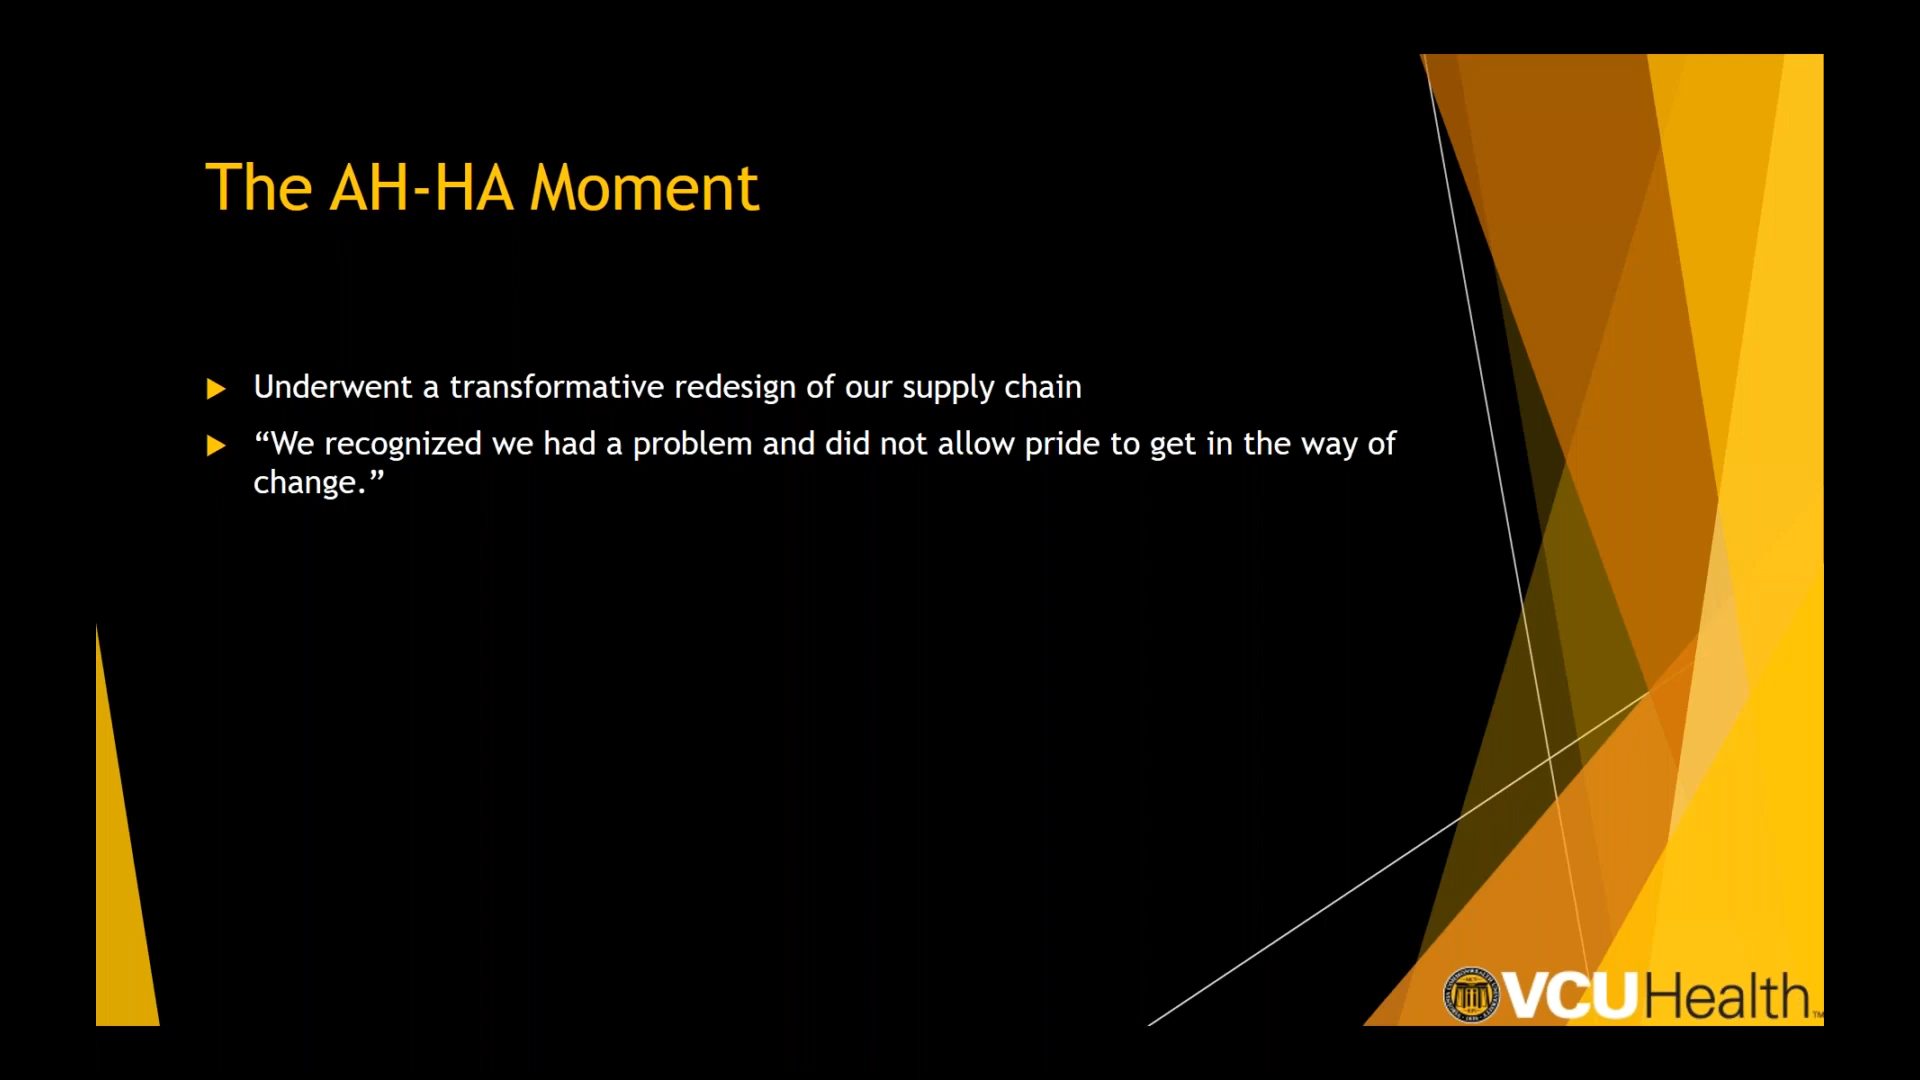 The AH-HA Moment
Underwent a transformative redesign of our supply chain
“We recognized we had a problem and did not allow pride to get in the way of
change.”
VCUHealth™